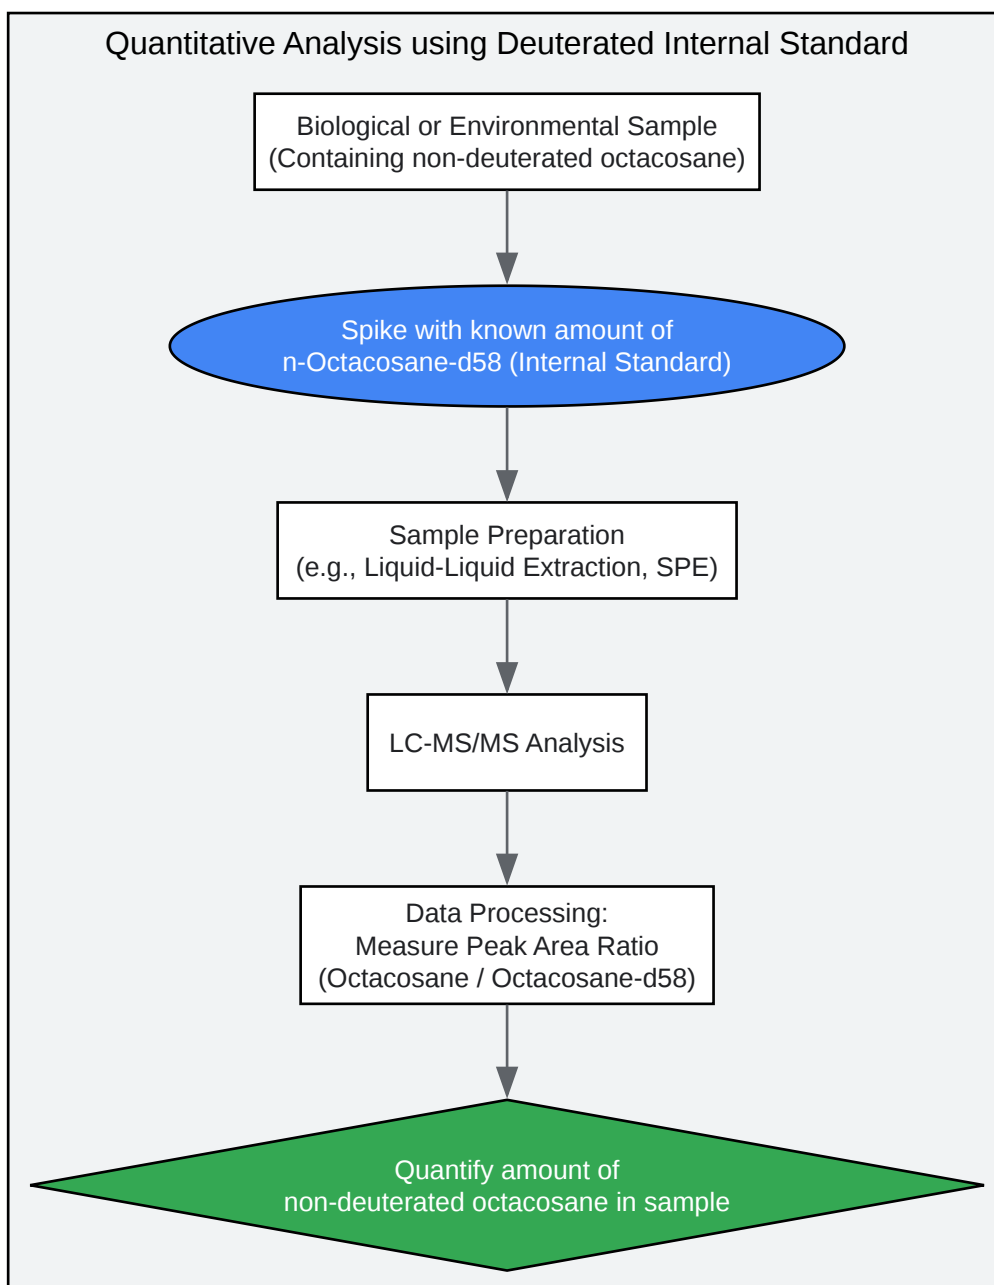 Quantitative Analysis using Deuterated Internal Standard
Biological or Environmental Sample
(Containing non-deuterated octacosane)
Spike with known amount of
n-Octacosane-d58 (Internal Standard)
Sample Preparation
(e.g., Liquid-Liquid Extraction, SPE)
LC-MS/MS Analysis
Data Processing:
Measure Peak Area Ratio
(Octacosane / Octacosane-d58)
Quantify amount of
non-deuterated octacosane in sample